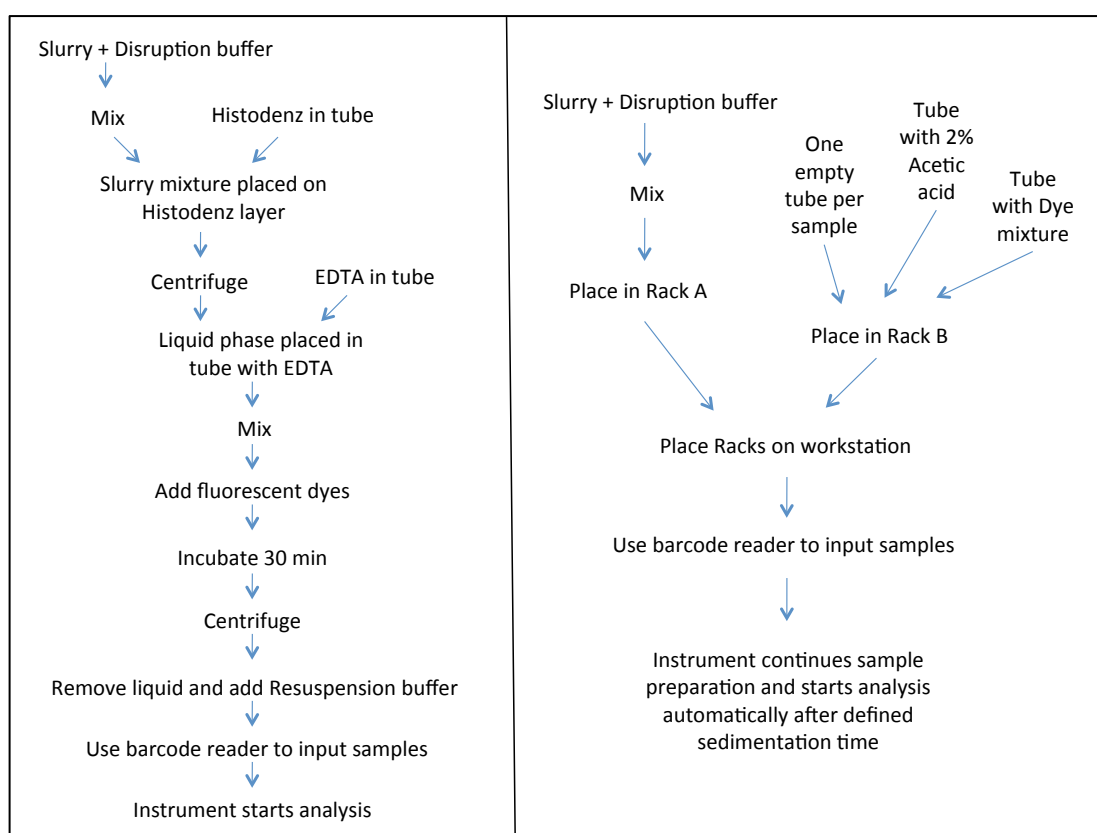 Slurry + Disruption buffer
Mix
Histodenz in tube
Slurry mixture placed on
Histodenz layer
Centrifuge
EDTA in tube
Liquid phase placed in
tube with EDTA
Mix
Add fluorescent dyes
Incubate 30 min
Centrifuge
Remove liquid and add Resuspension buffer
Use barcode reader to input samples
Instrument starts analysis
Slurry + Disruption buffer
Mix
Place in Rack A
One
empty
tube per
sample
Tube
with 2%
Acetic
acid
Tube
with Dye
mixture
Place in Rack B
Place Racks on workstation
Use barcode reader to input samples
Instrument continues sample
preparation and starts analysis
automatically after defined
sedimentation time